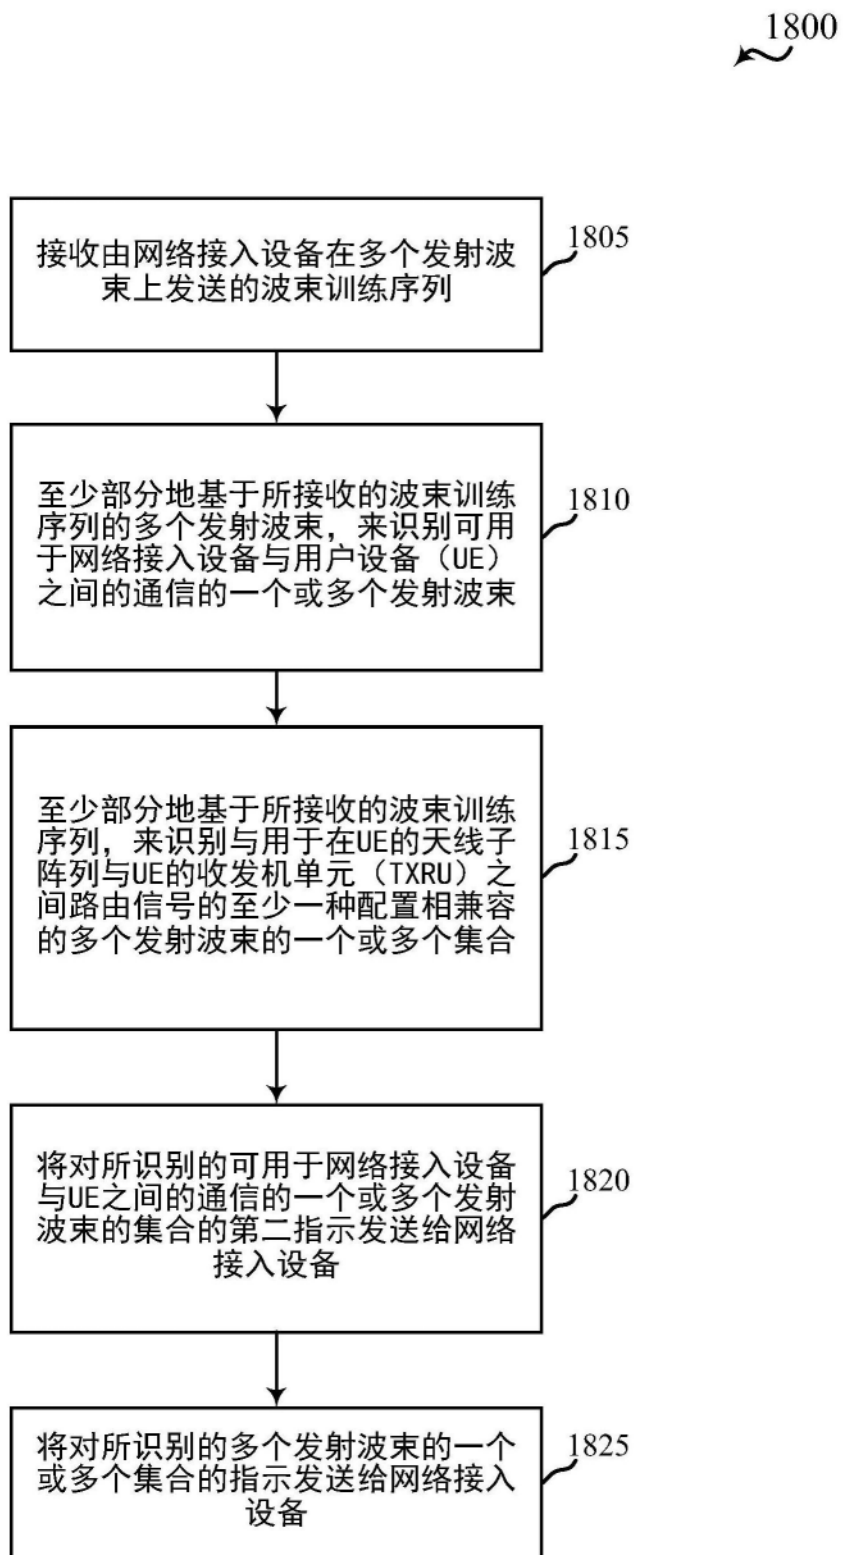 1800
接收由网络接入设备在多个发射波
束上发送的波束训练序列
1805
至少部分地基于所接收的波束训练
序列的多个发射波束，来识别可用
于网络接入设备与用户设备（UE）
之间的通信的一个或多个发射波束
1810
至少部分地基于所接收的波束训练
序列，来识别与用于在UE的天线子
阵列与UE的收发机单元（TXRU）之
间路由信号的至少一种配置相兼容
的多个发射波束的一个或多个集合
1815
将对所识别的可用于网络接入设备
与UE之间的通信的一个或多个发射
波束的集合的第二指示发送给网络
接入设备
1820
将对所识别的多个发射波束的一个
或多个集合的指示发送给网络接入
设备
1825